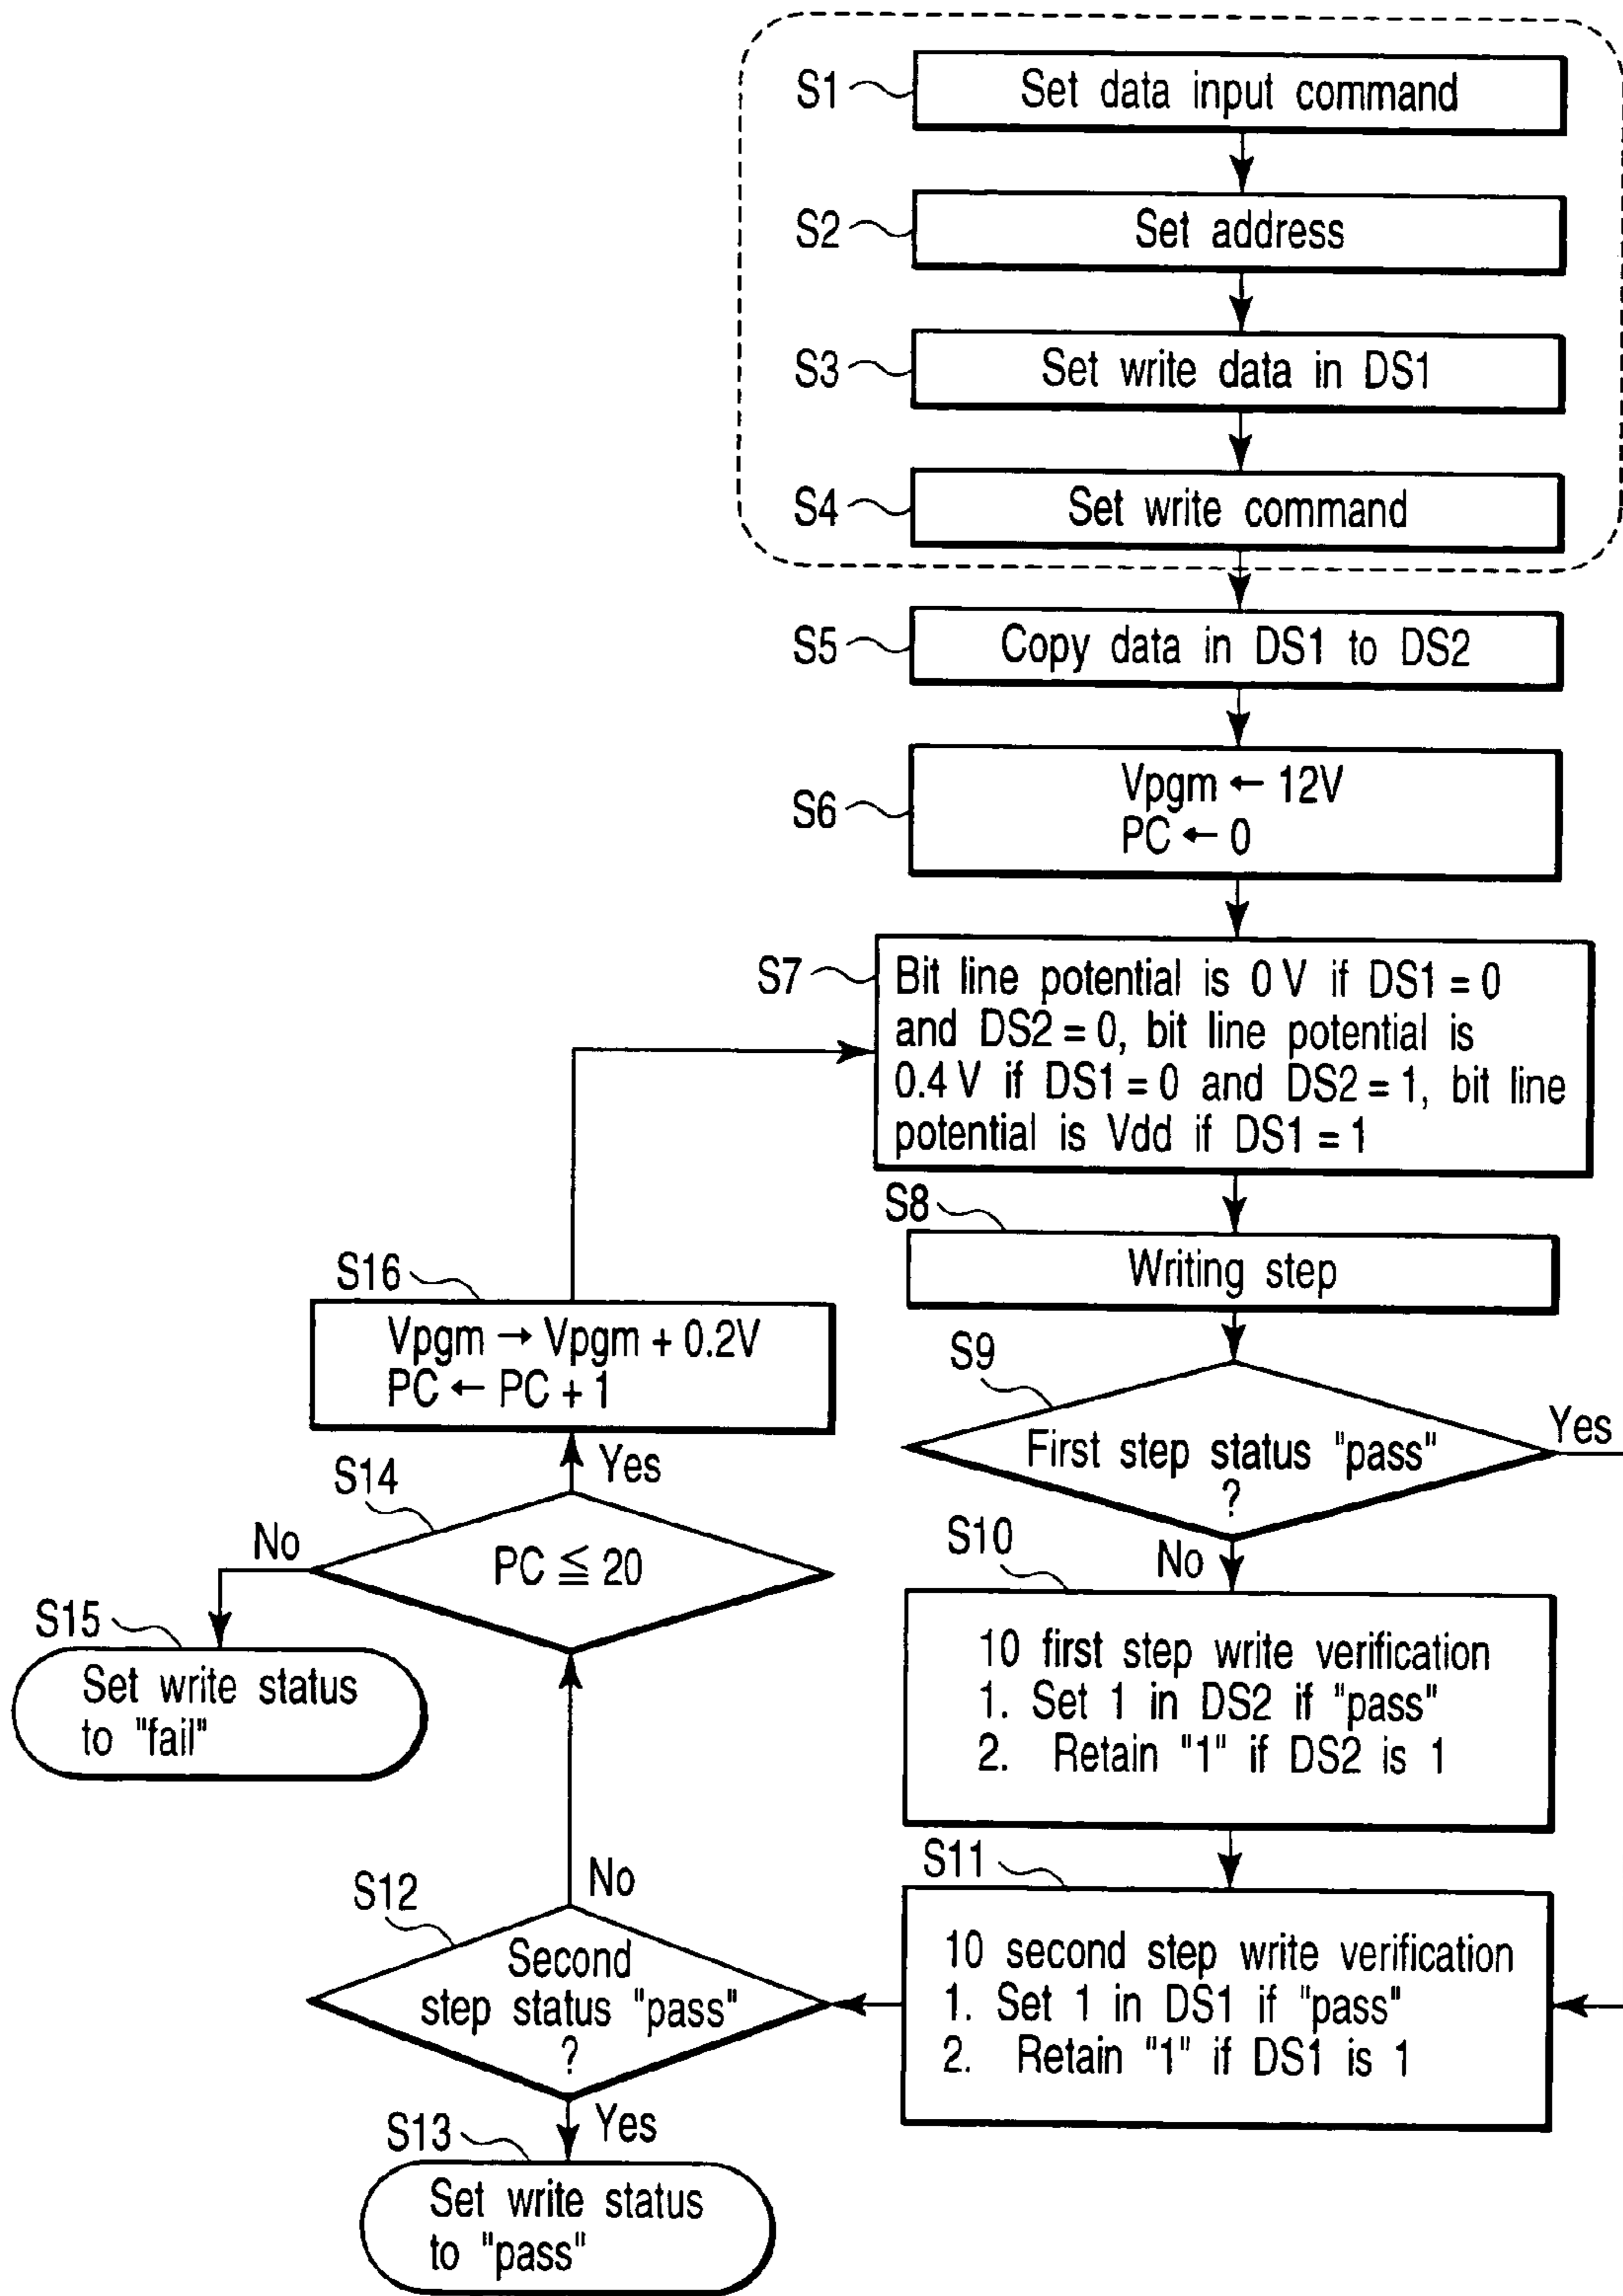 S1
Set data input command
S2
Set address
S3
Set write data in DS1
S4
Set write command
S5
Copy data in DS1 to DS2
S6
Vpgm ← 12V
PC ← 0
S7
Bit line potential is 0 V if DS1 = 0
and DS2 = 0, bit line potential is
0.4 V if DS1 = 0 and DS2 = 1, bit line
potential is Vdd if DS1 = 1
S8
Writing step
S9
First step status "pass"
?
Yes
No
S10
10 first step write verification
1. Set 1 in DS2 if "pass"
2. Retain "1" if DS2 is 1
S11
10 second step write verification
1. Set 1 in DS1 if "pass"
2. Retain "1" if DS1 is 1
S12
Second
step status "pass"
?
No
Yes
S13
Set write status
to "pass"
S14
PC ≦ 20
Yes
No
S15
Set write status
to "fail"
S16
Vpgm → Vpgm + 0.2V
PC ← PC + 1